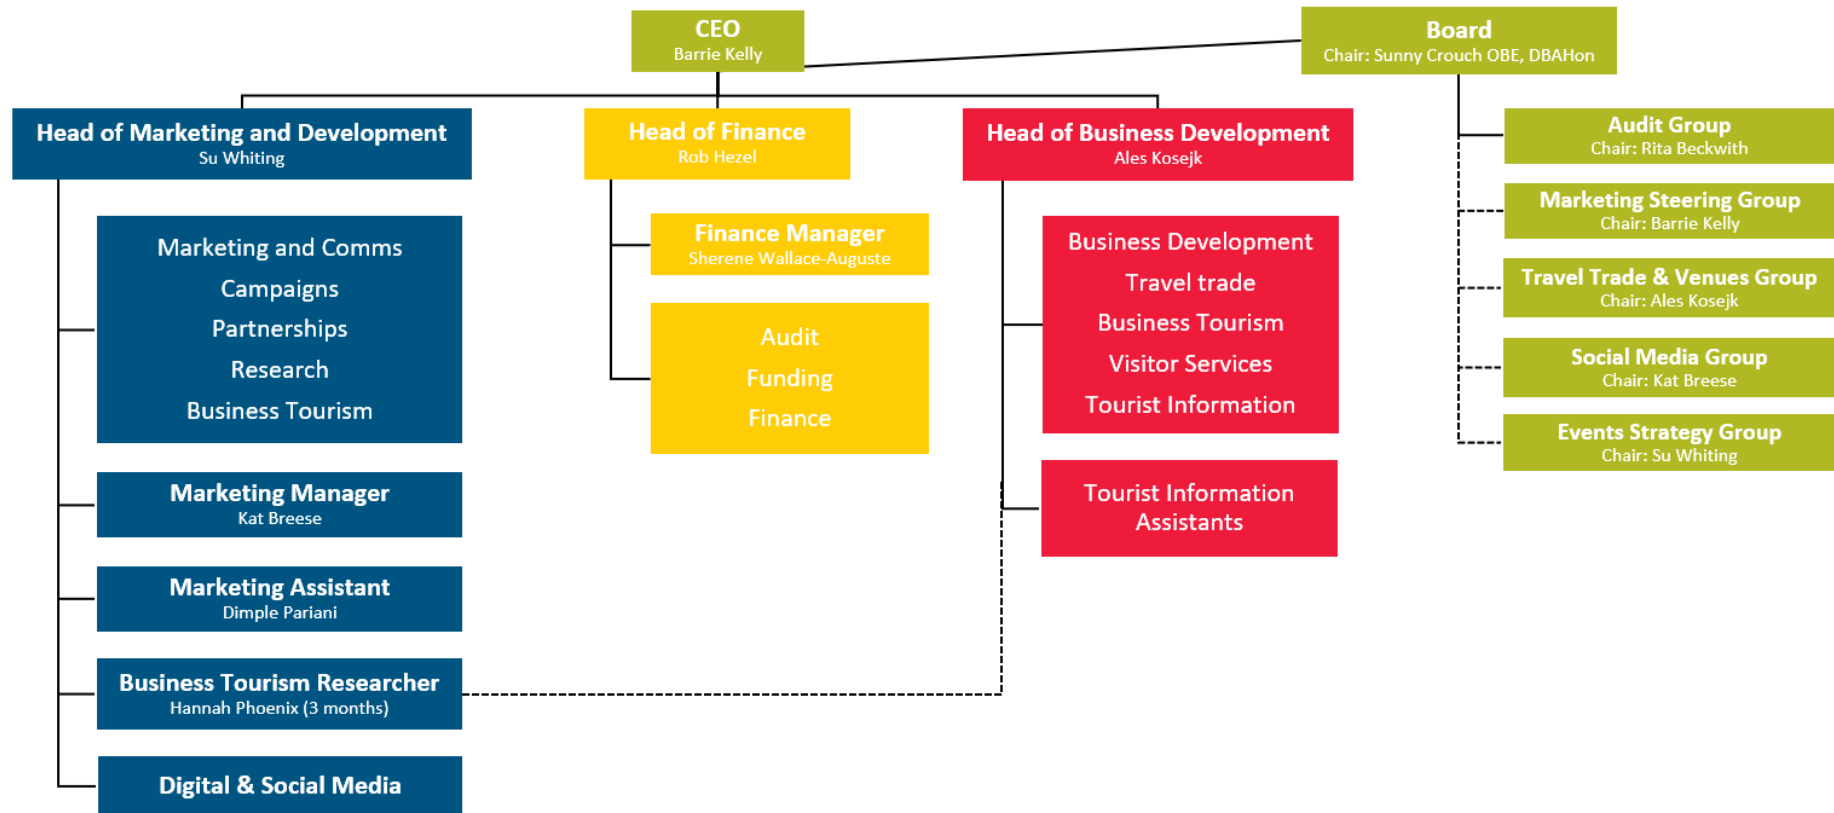 CEO
Barrie Kelly
Board
Chair: Sunny Crouch OBE, DBAHon
Head of Marketing and Development
Su Whiting
Marketing and Comms
Campaigns
Partnerships
Research
Business Tourism
Marketing Manager
Kat Breese
Marketing Assistant
Dimple Pariani
Business Tourism Researcher
Hannah Phoenix (3 months)
Digital & Social Media
Head of Finance
Rob Hezel
Finance Manager
Sherene Wallace-Auguste
Audit
Funding
Finance
Head of Business Development
Ales Kosejk
Business Development
Travel trade
Business Tourism
Visitor Services
Tourist Information
Tourist Information
Assistants
Audit Group
Chair: Rita Beckwith
Marketing Steering Group
Chair: Barrie Kelly
Travel Trade & Venues Group
Chair: Ales Kosejk
Social Media Group
Chair: Kat Breese
Events Strategy Group
Chair: Su Whiting